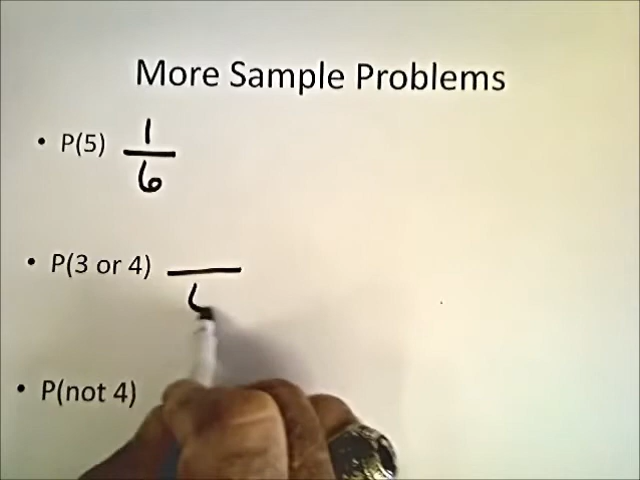 More Sample Problems
• P(5) 1
6
• P(3 or 4)
• P(not 4)